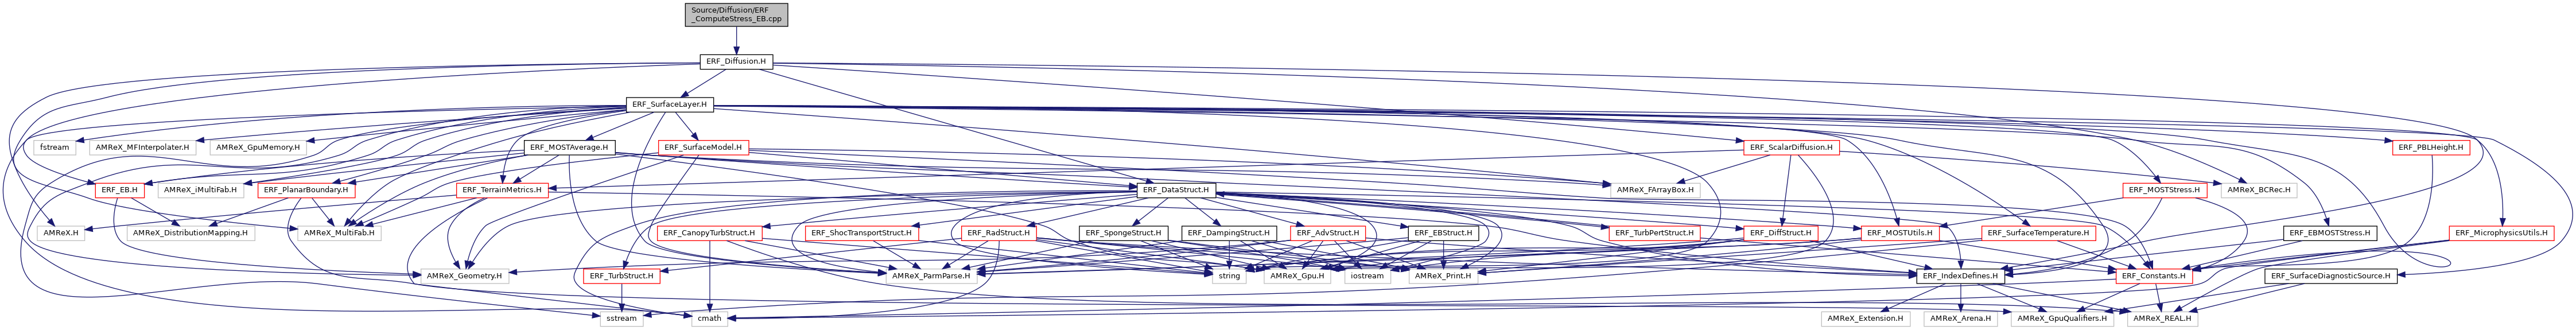 Source/Diffusion/ERF
_ComputeStress_EB.cpp
ERF_Diffusion.H
ERF_SurfaceLayer.H
fstream
AMReX_MFInterpolater.H
AMReX_GpuMemory.H
ERF_MOSTAverage.H
ERF_SurfaceModel.H
ERF_ScalarDiffusion.H
ERF_PBLHeight.H
ERF_EB.H
AMReX_iMultiFab.H
ERF_PlanarBoundary.H
ERF_TerrainMetrics.H
ERF_DataStruct.H
AMReX_FArrayBox.H
ERF_MOSTStress.H
AMReX_BCRec.H
AMReX.H
AMReX_DistributionMapping.H
AMReX_MultiFab.H
ERF_CanopyTurbStruct.H
ERF_ShocTransportStruct.H
ERF_RadStruct.H
ERF_SpongeStruct.H
ERF_DampingStruct.H
ERF_AdvStruct.H
ERF_EBStruct.H
ERF_TurbPertStruct.H
ERF_DiffStruct.H
ERF_MOSTUtils.H
ERF_SurfaceTemperature.H
ERF_EBMOSTStress.H
ERF_MicrophysicsUtils.H
AMReX_Geometry.H
ERF_TurbStruct.H
AMReX_ParmParse.H
string
AMReX_Gpu.H
iostream
AMReX_Print.H
ERF_IndexDefines.H
ERF_Constants.H
ERF_SurfaceDiagnosticSource.H
sstream
cmath
AMReX_Extension.H
AMReX_Arena.H
AMReX_GpuQualifiers.H
AMReX_REAL.H